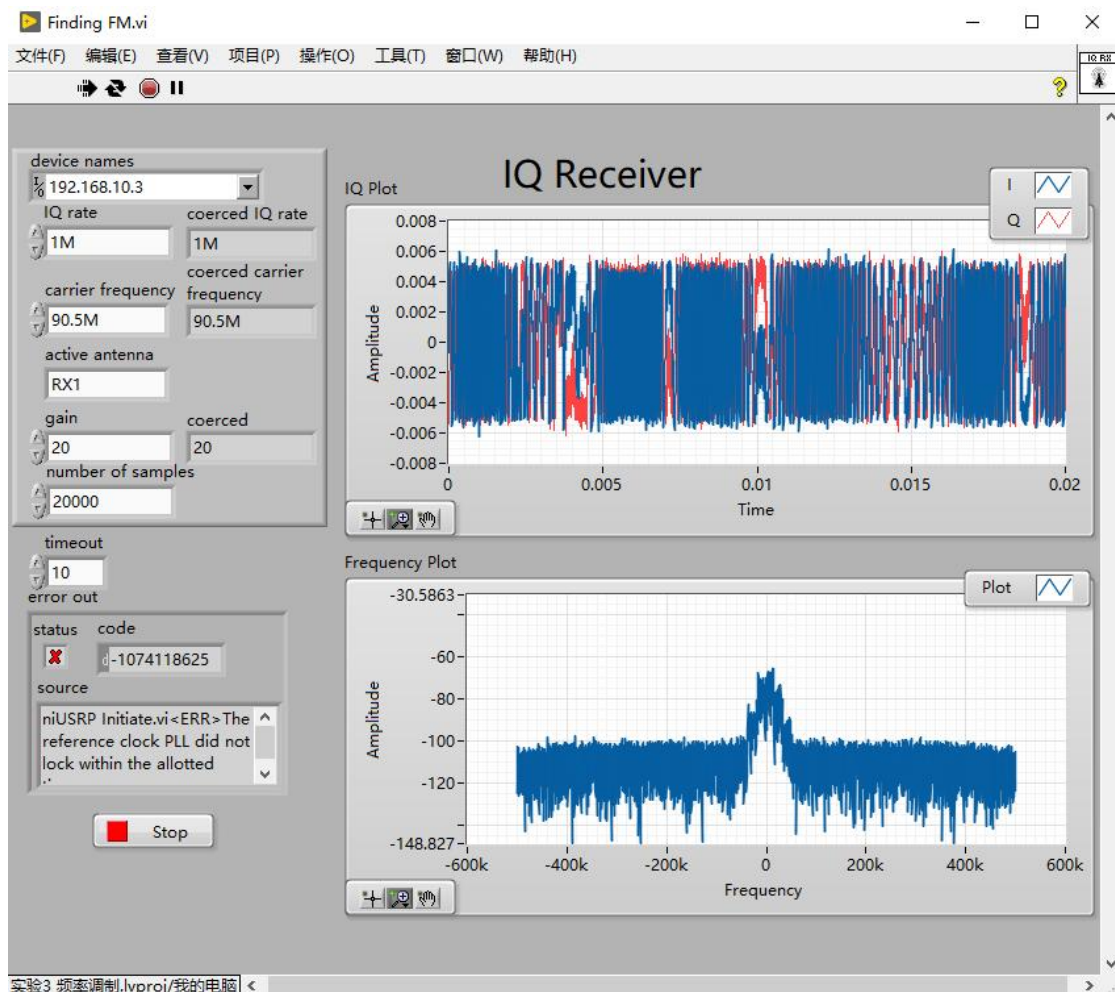 Finding FM.vi
文件(F) 编辑(E) 查看(V) 项目(P) 操作(O) 工具(T) 窗口(W) 帮助(H)
IQ RX
device names
192.168.10.3
IQ rate
coerced IQ rate
1M
1M
carrier frequency
coerced carrier
frequency
90.5M
90.5M
active antenna
RX1
gain
coerced
20
20
number of samples
20000
timeout
10
error out
status
code
d -1074118625
source
niUSRP Initiate.vi<ERR>The
reference clock PLL did not
lock within the allotted
Stop
IQ Receiver
IQ Plot
I
Q
0.008
0.006
0.004
0.002
0
-0.002
-0.004
-0.006
-0.008
Amplitude
0 0.005 0.01 0.015 0.02
Time
Frequency Plot
Plot
-30.5863
-60
-80
-100
-120
-148.827
Amplitude
-600k -400k -200k 0 200k 400k 600k
Frequency
实验3 频率调制.lvproj/我的电脑